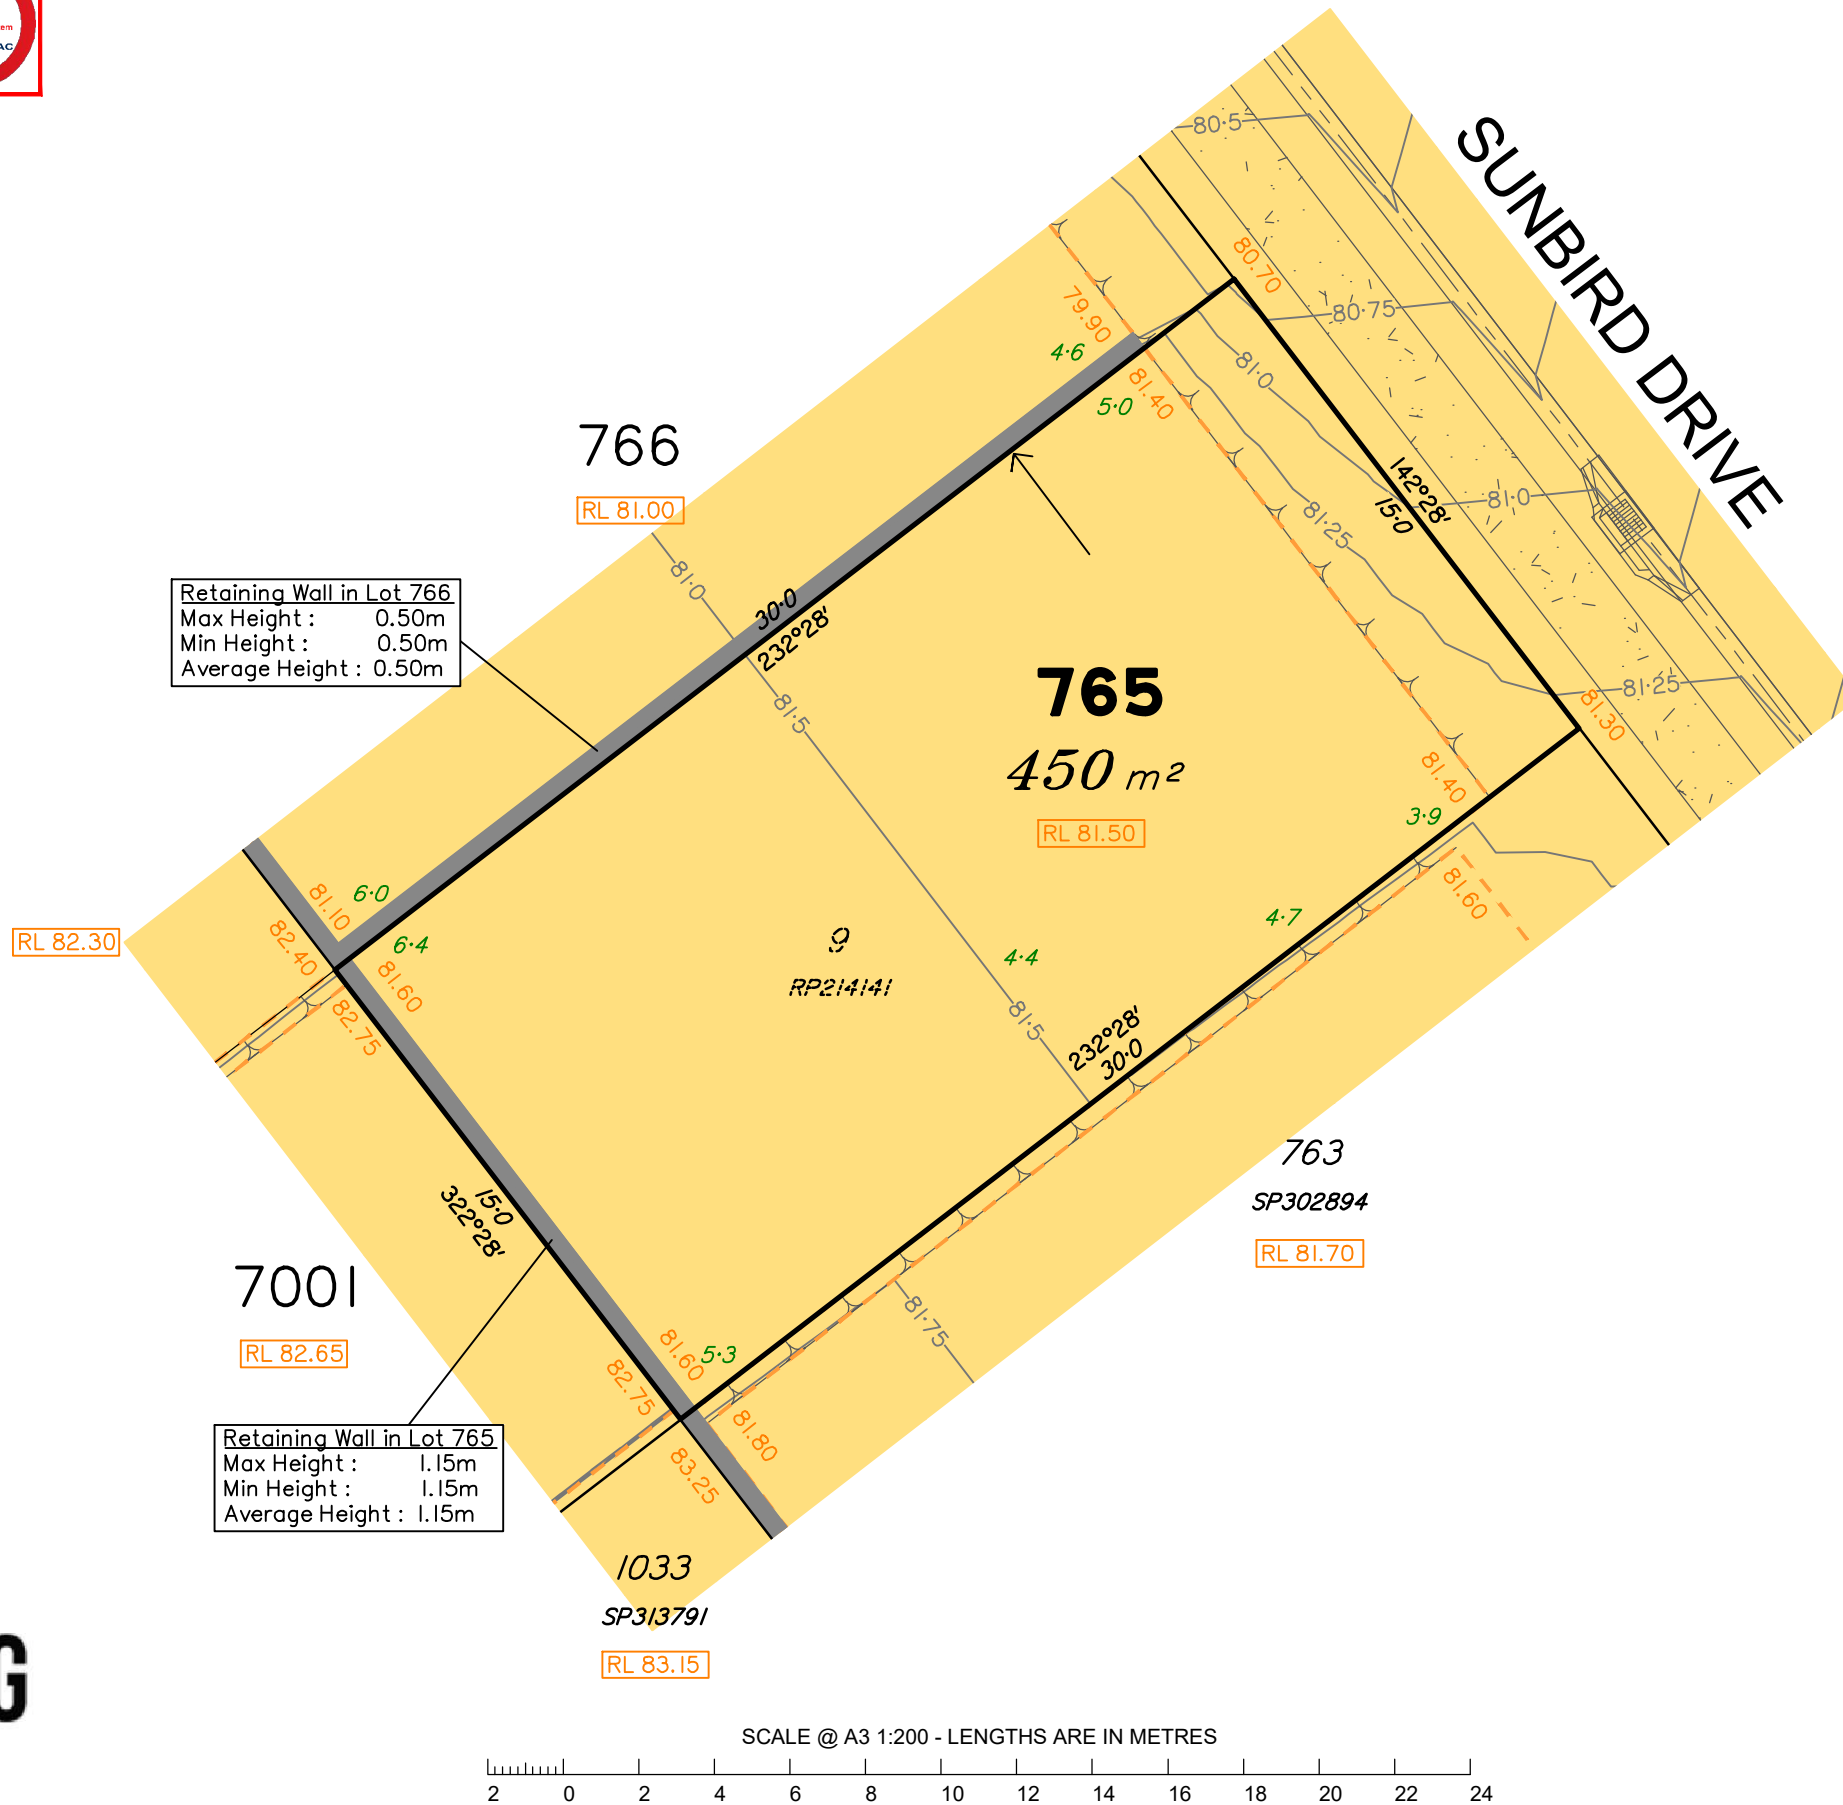 tem
AC
SUNBIRD DRIVE
80·5
80.70
80·75
79.90
4·6
81·0
81.40
5·0
766
RL 81.00
142°28'
15·0
81·0
81·25
81·0
Retaining Wall in Lot 766
Max Height : 0.50m
Min Height : 0.50m
Average Height : 0.50m
30·0
232°28'
765
450 m²
RL 81.50
81·5
81·25
81.30
81.40
3·9
81.60
4·7
81.10
6·0
82.40
6·4
81.60
82.75
RL 82.30
9
RP214141
4·4
81·5
232°28'
30·0
763
SP302894
RL 81.70
15·0
322°28'
7001
RL 82.65
81·75
81.60
5·3
82.75
81.80
83.25
Retaining Wall in Lot 765
Max Height : 1.15m
Min Height : 1.15m
Average Height : 1.15m
1033
SP313791
RL 83.15
G
SCALE @ A3 1:200 - LENGTHS ARE IN METRES
2 0 2 4 6 8 10 12 14 16 18 20 22 24